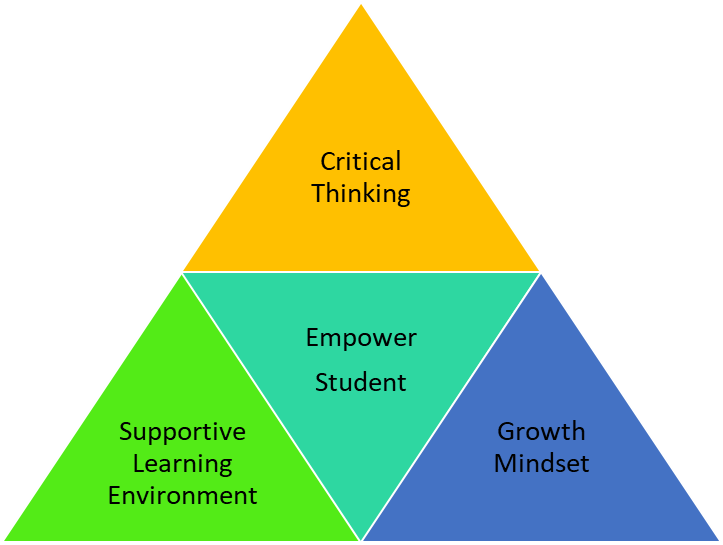 Critical
Thinking
Empower
Student
Supportive
Learning
Environment
Growth
Mindset